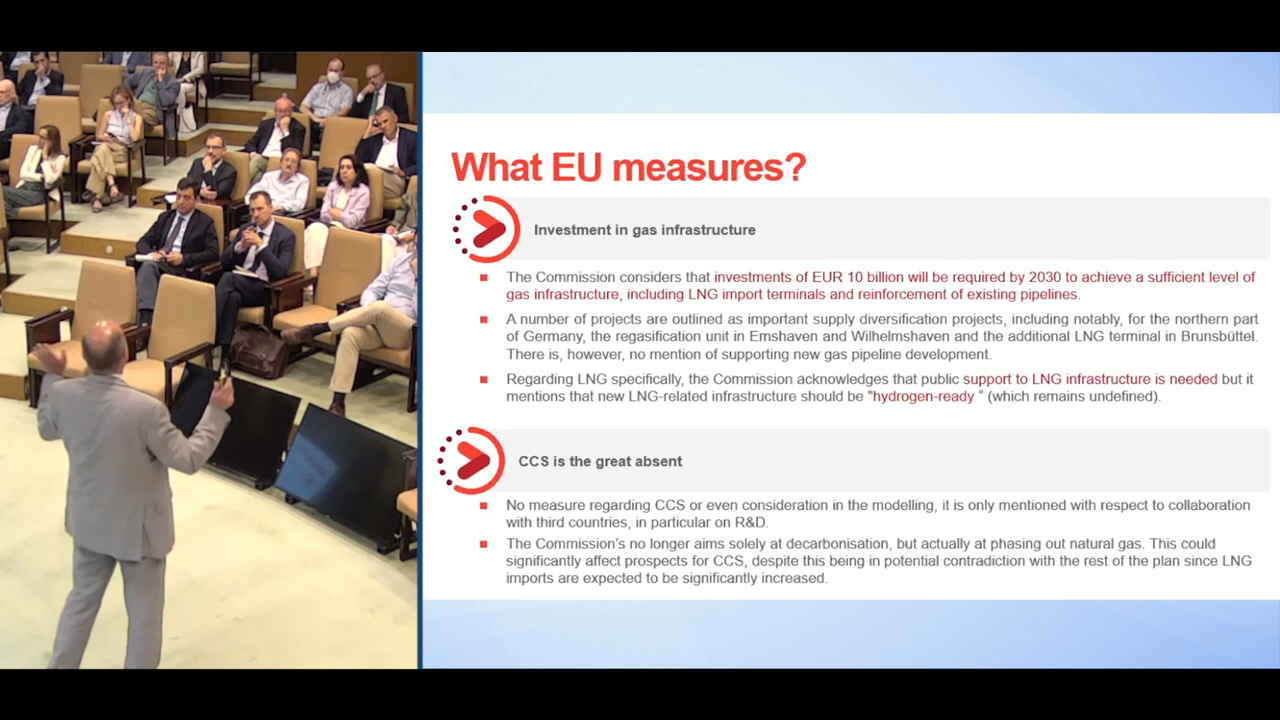 What EU measures?
Investment in gas infrastructure
The Commission considers that investments of EUR 10 billion will be required by 2030 to achieve a sufficient level of
gas infrastructure, including LNG import terminals and reinforcement of existing pipelines.
A number of projects are outlined as important supply diversification projects, including notably, for the northern part
of Germany, the regasification unit in Emshaven and Wilhelmshaven and the additional LNG terminal in Brunsbüttel.
There is, however, no mention of supporting new gas pipeline development.
Regarding LNG specifically, the Commission acknowledges that public support to LNG infrastructure is needed but it
mentions that new LNG-related infrastructure should be "hydrogen-ready " (which remains undefined).
CCS is the great absent
No measure regarding CCS or even consideration in the modelling, it is only mentioned with respect to collaboration
with third countries, in particular on R&D.
The Commission's no longer aims solely at decarbonisation, but actually at phasing out natural gas. This could
significantly affect prospects for CCS, despite this being in potential contradiction with the rest of the plan since LNG
imports are expected to be significantly increased.